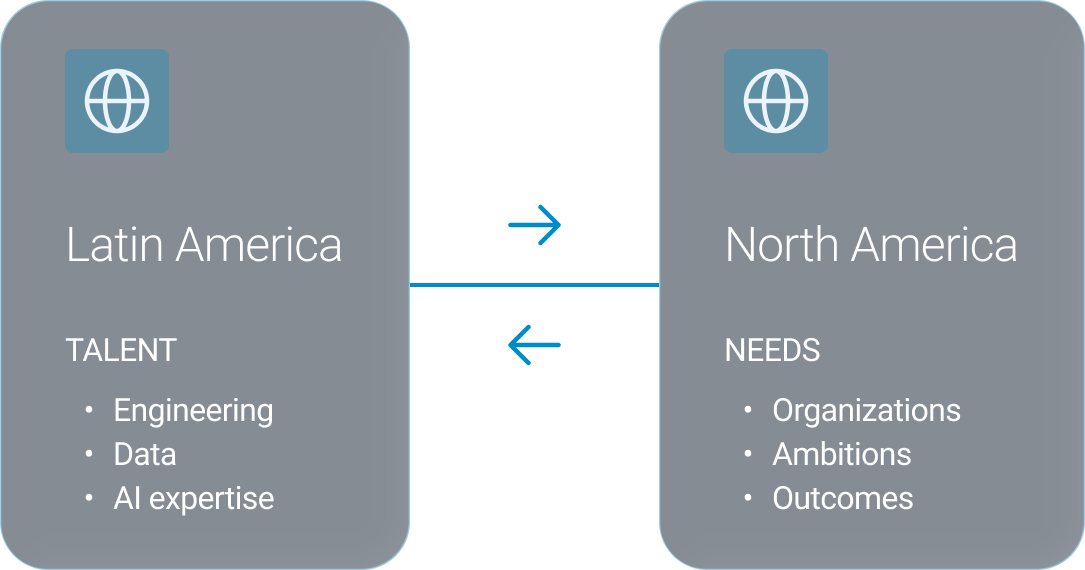 Latin America
TALENT
• Engineering
• Data
• AI expertise
North America
NEEDS
• Organizations
• Ambitions
• Outcomes